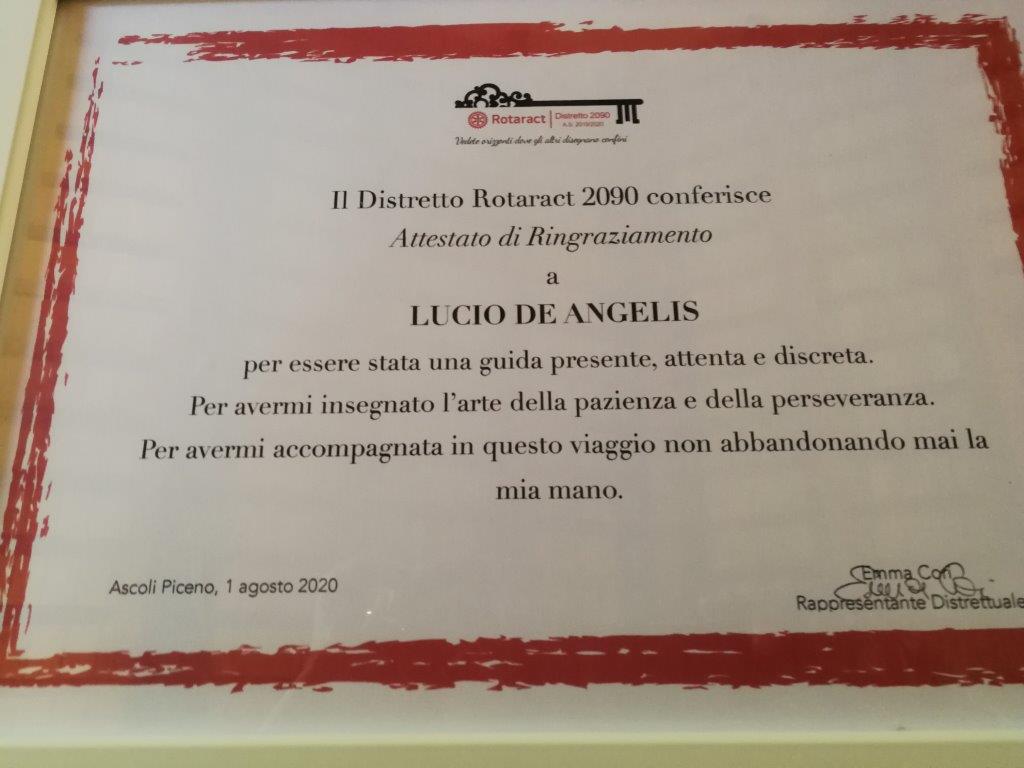 Rotaract Distretto 2090
A.S. 2019/2020
Vedete orizzonti dove gli altri disegnano confini
Il Distretto Rotaract 2090 conferisce
Attestato di Ringraziamento
a
LUCIO DE ANGELIS
per essere stata una guida presente, attenta e discreta.
Per avermi insegnato l'arte della pazienza e della perseveranza.
Per avermi accompagnata in questo viaggio non abbandonando mai la
mia mano.
Ascoli Piceno, 1 agosto 2020
Emma
Rappresentante Distrettuale